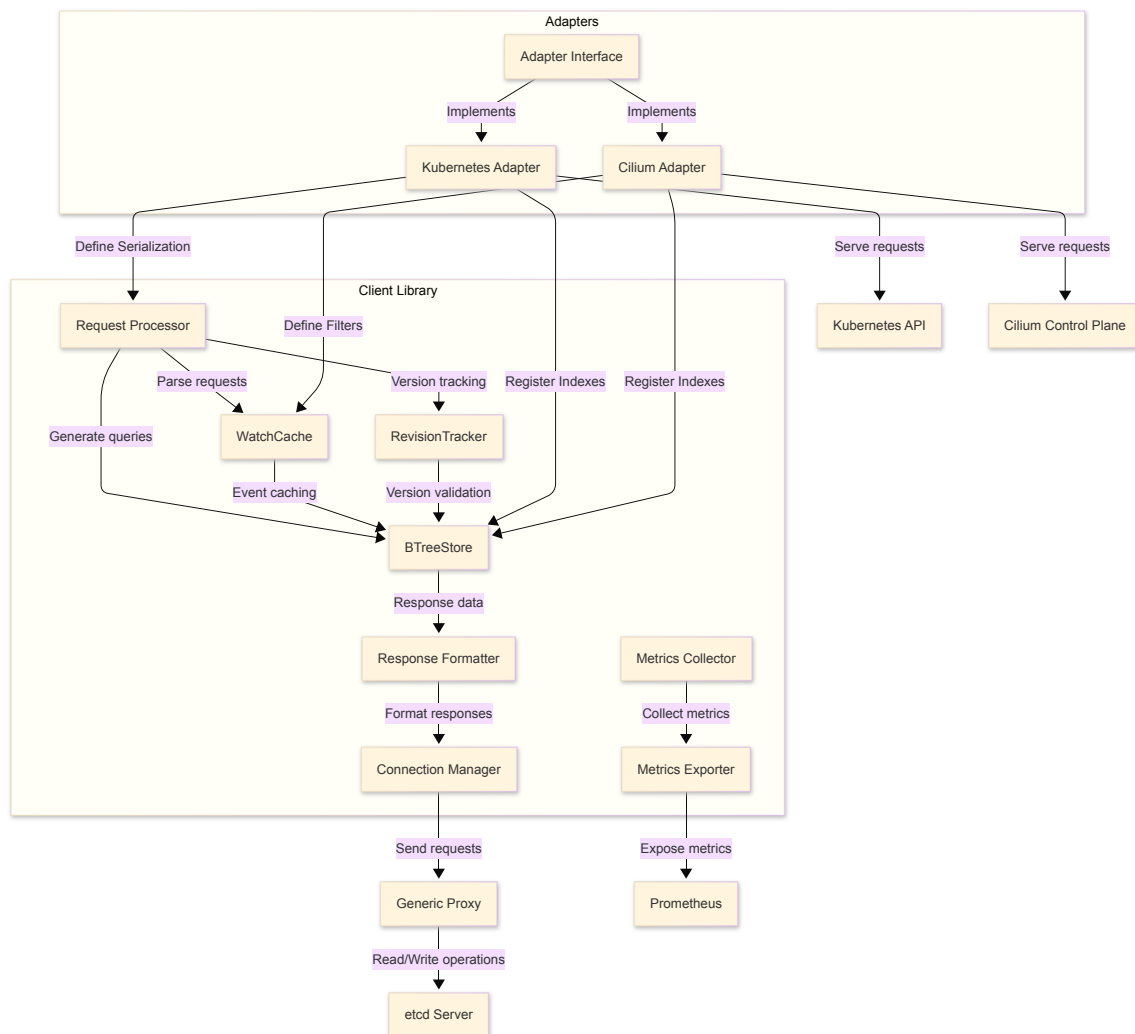 Adapters
Adapter Interface
Implements
Implements
Kubernetes Adapter
Cilium Adapter
Define Serialization
Serve requests
Serve requests
Client Library
Request Processor
Define Filters
Kubernetes API
Cilium Control Plane
Parse requests
Version tracking
Register Indexes
Register Indexes
Generate queries
WatchCache
RevisionTracker
Event caching
Version validation
BTreeStore
Response data
Response Formatter
Metrics Collector
Format responses
Collect metrics
Connection Manager
Metrics Exporter
Send requests
Expose metrics
Generic Proxy
Prometheus
Read/Write operations
etcd Server